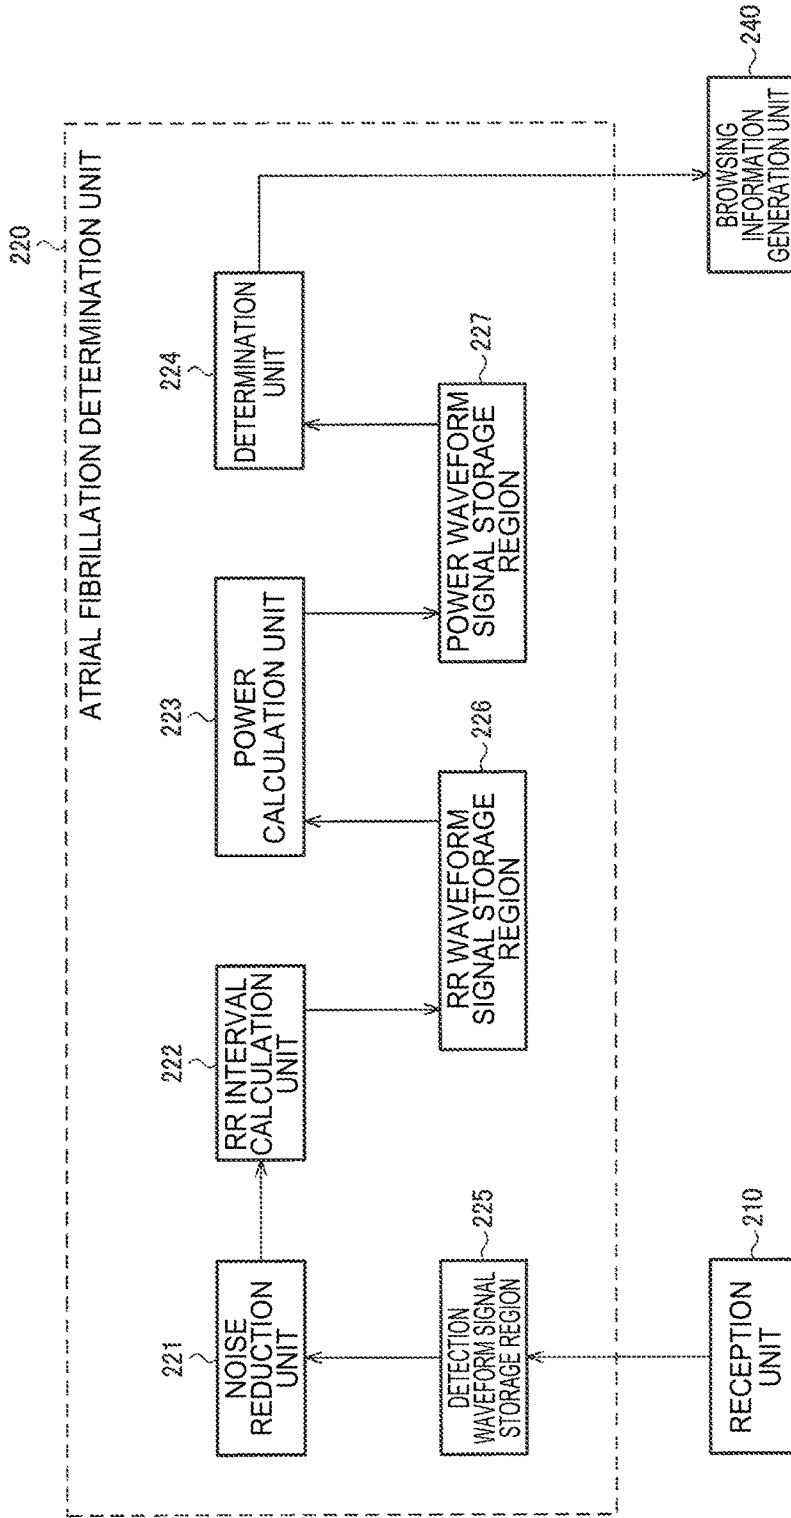 220
ATRIAL FIBRILLATION DETERMINATION UNIT
221
NOISE
REDUCTION
UNIT
222
RR INTERVAL
CALCULATION
UNIT
223
POWER
CALCULATION UNIT
224
DETERMINATION
UNIT
225
DETECTION
WAVEFORM SIGNAL
STORAGE REGION
226
RR WAVEFORM
SIGNAL STORAGE
REGION
227
POWER WAVEFORM
SIGNAL STORAGE
REGION
210
RECEPTION
UNIT
240
BROWSING
INFORMATION
GENERATION UNIT